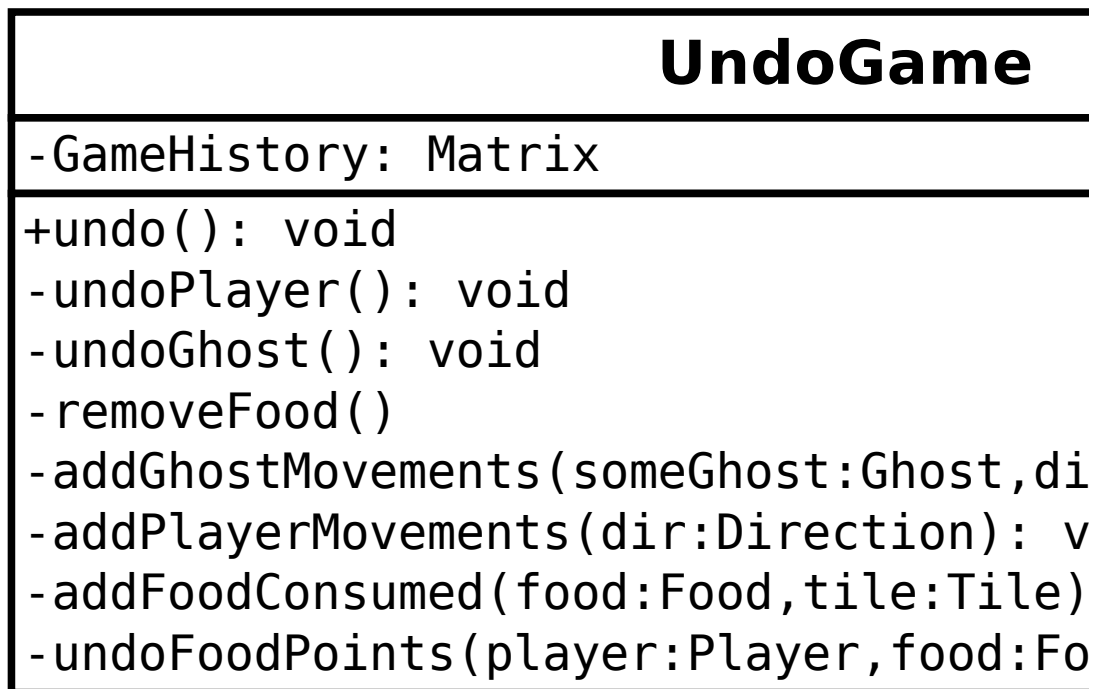 UndoGame
-GameHistory: Matrix
+undo(): void
-undoPlayer(): void
-undoGhost(): void
-removeFood()
-addGhostMovements(someGhost:Ghost,di
-addPlayerMovements(dir:Direction): v
-addFoodConsumed(food:Food,tile:Tile)
-undoFoodPoints(player:Player,food:Fo